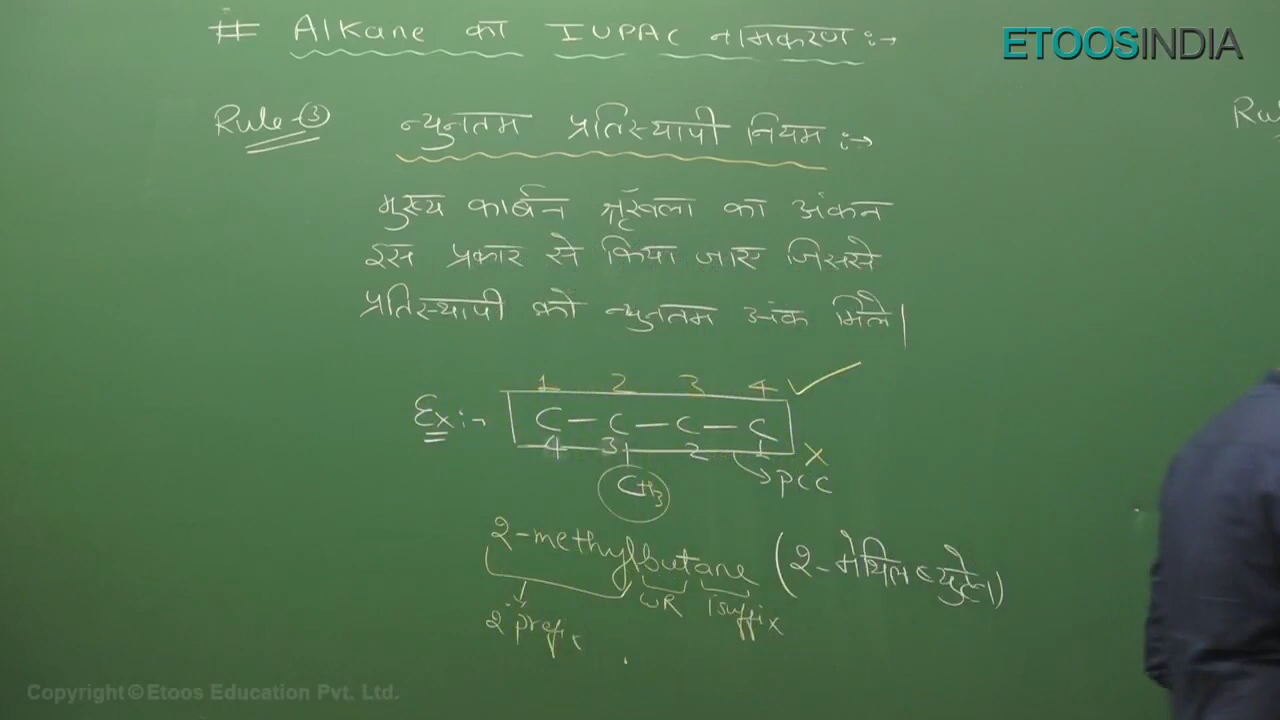 # Alkane का IUPAC नामकरण :→
ETOOSINDIA
Rule-③ न्युनतम प्रतिस्थापी नियम :→
मुख्य कार्बन श्रृंखला का अंकन
इस प्रकार से किया जाए जिससे
प्रतिस्थापी को न्युनतम अंक मिले|
1 2 3 4 ✓
Ex:→ C - C - C - C
4 3 2 1 ×
CH3 → PCC
2-methylbutane (2-मेथिल ब्युटेन)
WR 1°suffix
2°prefix
Copyright © Etoos Education Pvt. Ltd.